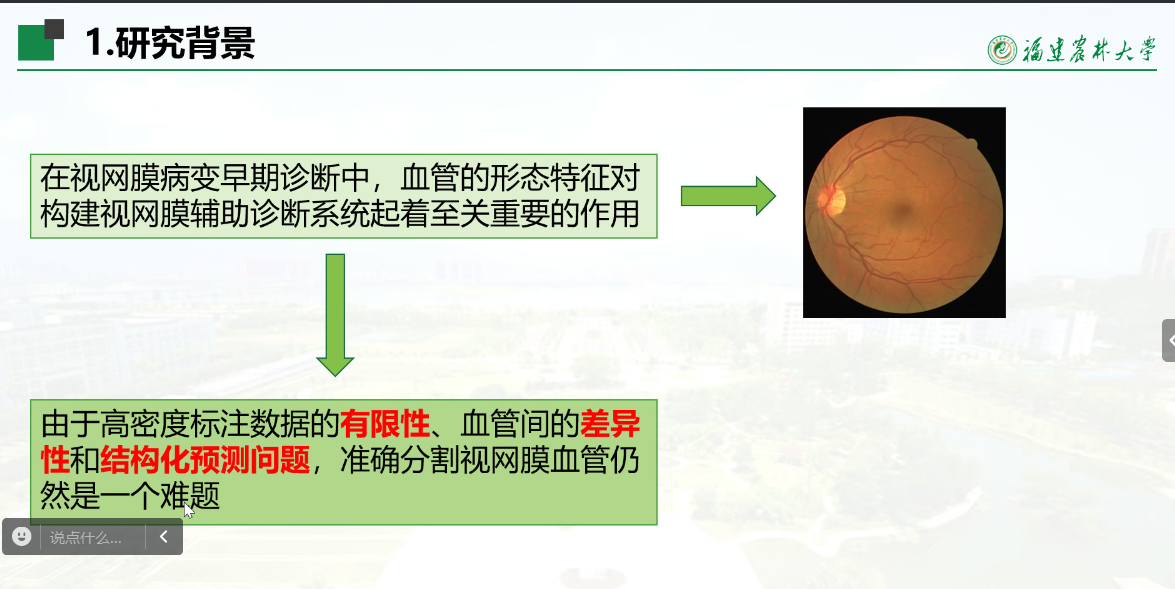 1.研究背景
福建农林大学
在视网膜病变早期诊断中，血管的形态特征对
构建视网膜辅助诊断系统起着至关重要的作用
由于高密度标注数据的有限性、血管间的差异
性和结构化预测问题，准确分割视网膜血管仍
然是一个难题
说点什么...